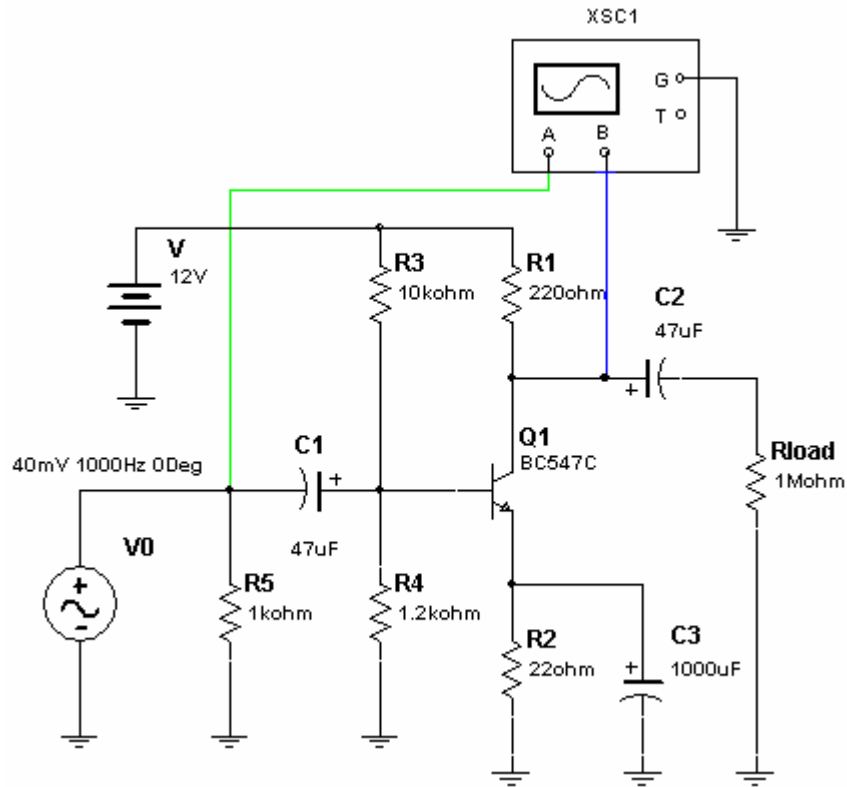 XSC1
G
T
A
B
V
12V
R3
10kohm
R1
220ohm
C2
47uF
40mV 1000Hz 0Deg
C1
+
47uF
Q1
BC547C
+
Rload
1Mohm
V0
+
-
R5
1kohm
R4
1.2kohm
R2
22ohm
+
C3
1000uF